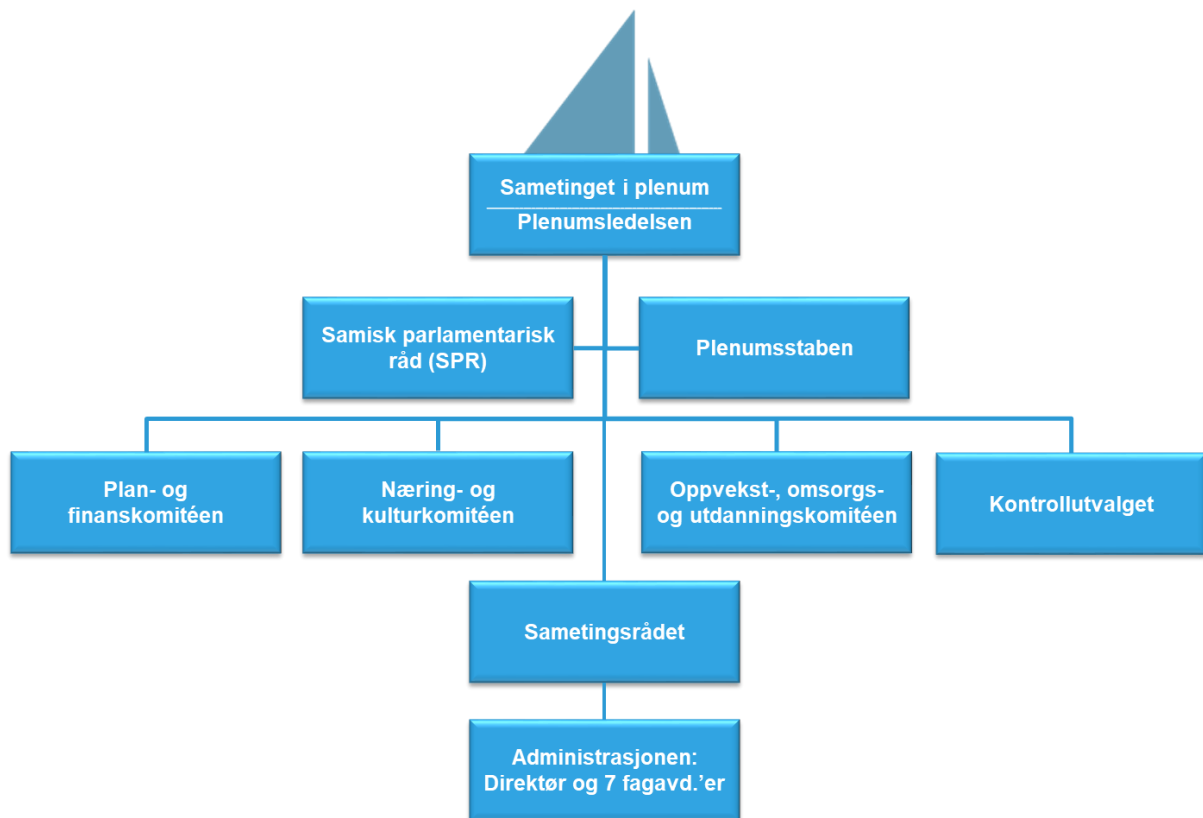 Sametinget i plenum
Plenumsledelsen
Samisk parlamentarisk
råd (SPR)
Plenumsstaben
Plan- og
finanskomitéen
Næring- og
kulturkomitéen
Oppvekst-, omsorgs-
og utdanningskomitéen
Kontrollutvalget
Sametingsrådet
Administrasjonen:
Direktør og 7 fagavd.’er